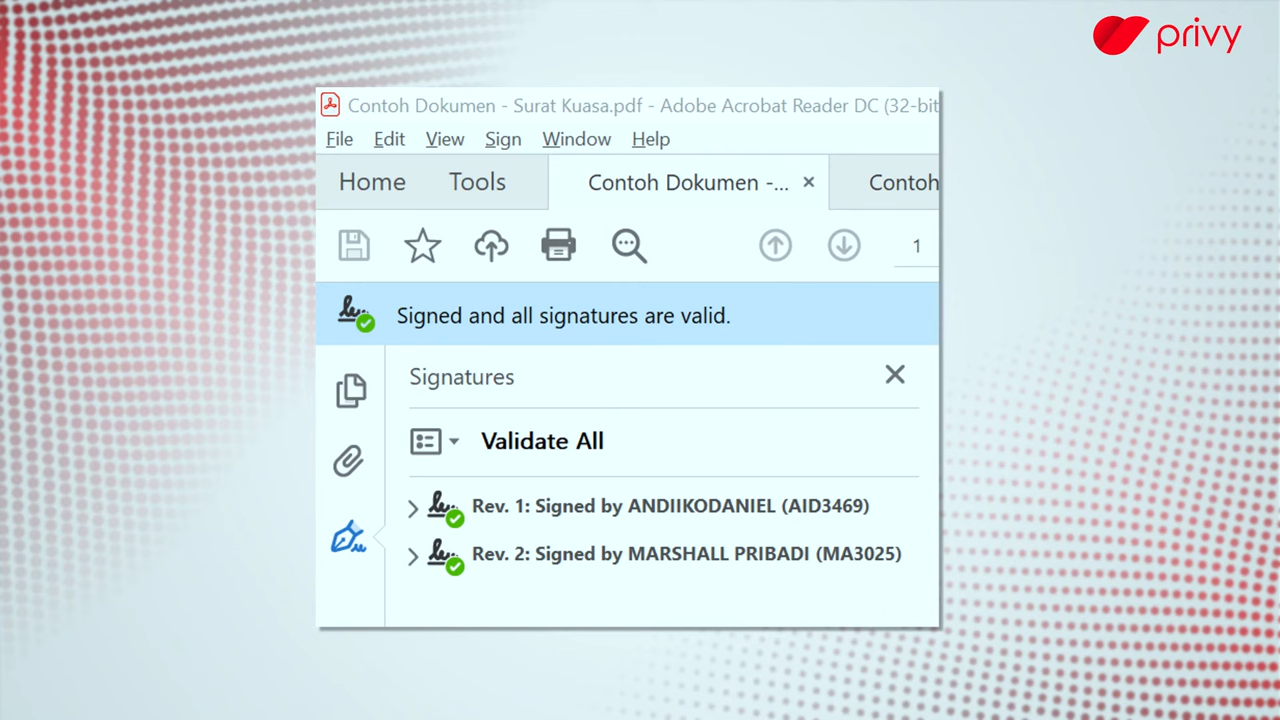 privy
Contoh Dokumen - Surat Kuasa.pdf - Adobe Acrobat Reader DC (32-bit
File Edit View Sign Window Help
Home Tools Contoh Dokumen -... × Contoh
1
Signed and all signatures are valid.
Signatures
Validate All
Rev. 1: Signed by ANDIIKODANIEL (AID3469)
Rev. 2: Signed by MARSHALL PRIBADI (MA3025)